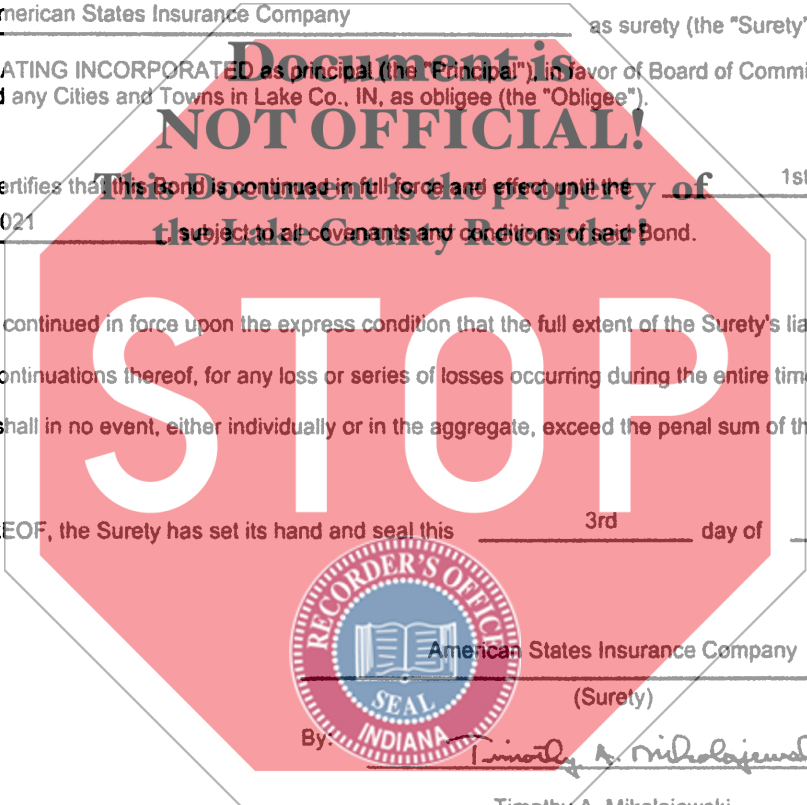 merican States Insurance Company
as surety (the "Surety"
Document is
ATING INCORPORATED as principal (the "Principal"), in favor of Board of Commi
any Cities and Towns in Lake Co., IN, as obligee (the "Obligee").
NOT OFFICIAL!
ertifies that this Bond is continued in full force and effect until the 1st
This Document is the property of
021 , subject to all covenants and conditions of said Bond.
the Lake County Recorder!
continued in force upon the express condition that the full extent of the Surety's lia
ontinuations thereof, for any loss or series of losses occurring during the entire time
shall in no event, either individually or in the aggregate, exceed the penal sum of th
STOP
EOF, the Surety has set its hand and seal this 3rd day of
RECORDER'S OFFICE
SEAL
INDIANA
American States Insurance Company
(Surety)
By: Timothy A. Mikolajewsk
Timothy A. Mikolajewski